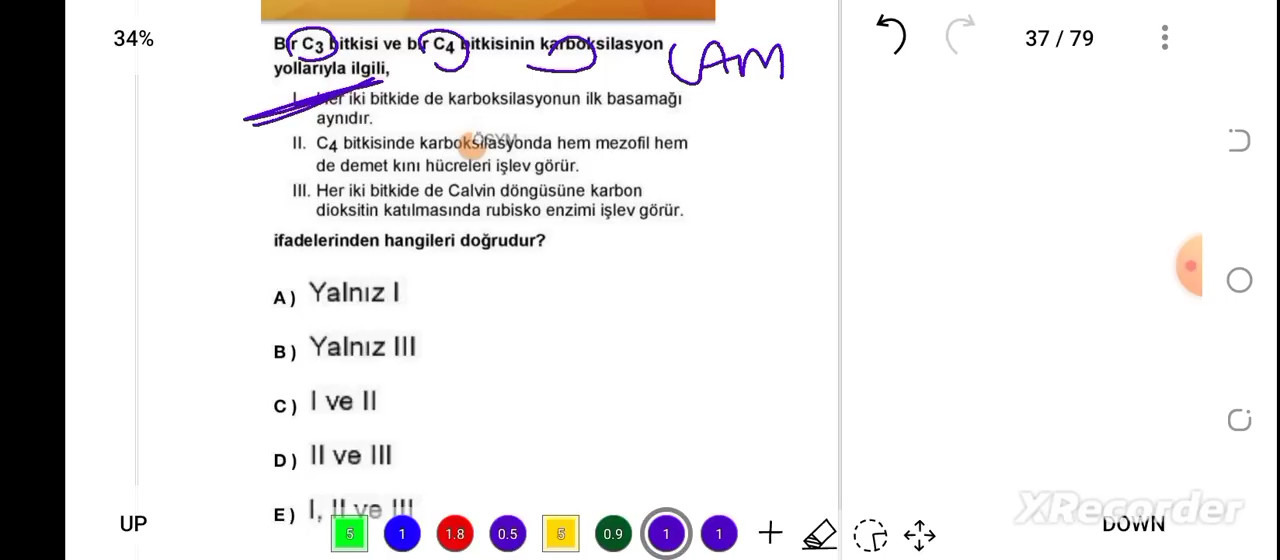 34%
37 / 79
Bir C3 bitkisi ve bir C4 bitkisinin karboksilasyon
yollarıyla ilgili,
CAM
I. Her iki bitkide de karboksilasyonun ilk basamağı
aynıdır.
ÖSYM
II. C4 bitkisinde karboksilasyonda hem mezofil hem
de demet kını hücreleri işlev görür.
III. Her iki bitkide de Calvin döngüsüne karbon
dioksitin katılmasında rubisko enzimi işlev görür.
ifadelerinden hangileri doğrudur?
A) Yalnız I
B) Yalnız III
C) I ve II
D) II ve III
E) I, II ve III
UP
5 1 1.8 0.5 5 0.9 1 1
XRecorder
DOWN